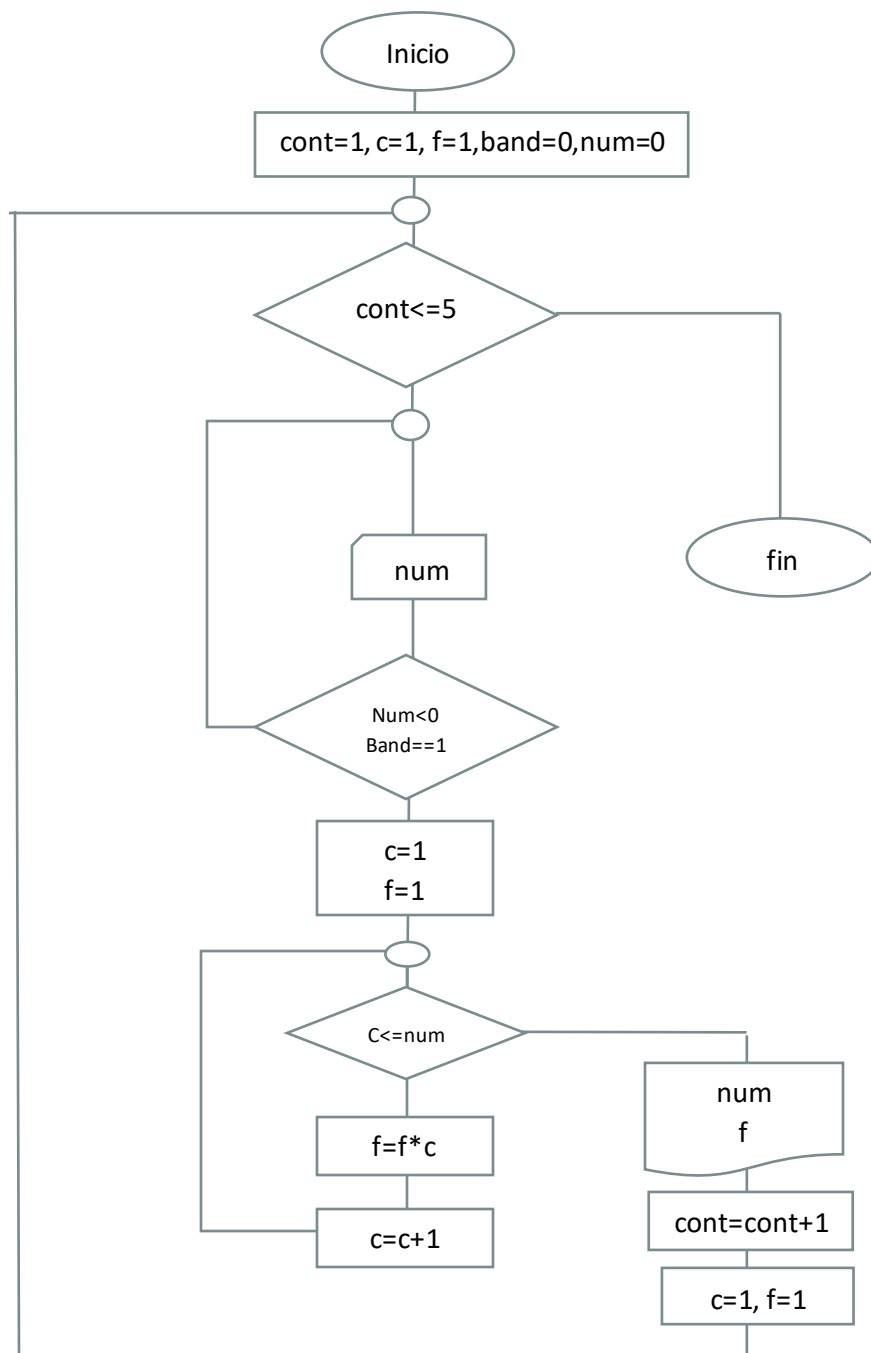 Inicio
cont=1, c=1, f=1,band=0,num=0
cont<=5
num
fin
Num<0
Band==1
c=1
f=1
C<=num
num
f
f=f*c
cont=cont+1
c=c+1
c=1, f=1